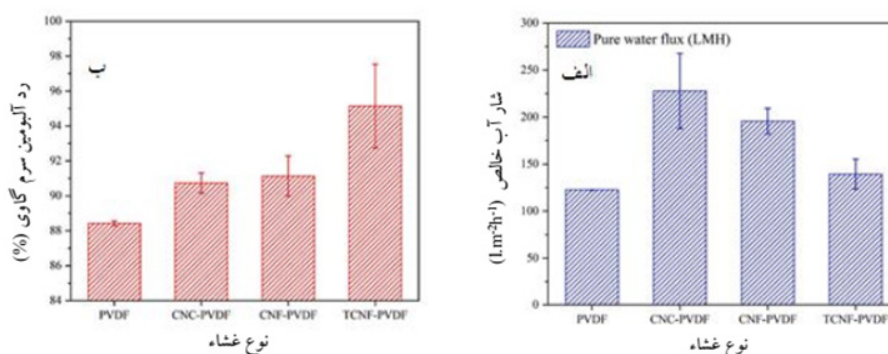 100
98
96
94
92
90
88
86
84
ب
رد آلبومین سرم گاوی (%)
PVDF CNC-PVDF CNF-PVDF TCNF-PVDF
نوع غشاء
300
250
200
150
100
50
0
Pure water flux (LMH)
الف
شار آب خالص (l.m-2h-1)
PVDF CNC-PVDF CNF-PVDF TCNF-PVDF
نوع غشاء